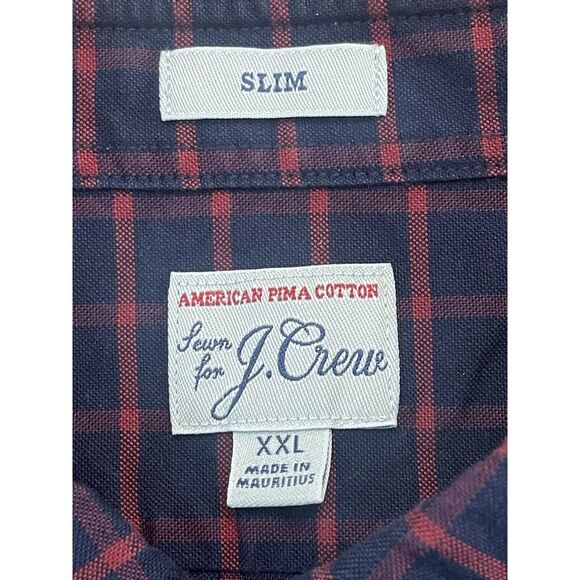 SLIM
AMERICAN PIMA COTTON
Sewn
for J.Crew
XXL
MADE IN
MAURITIUS